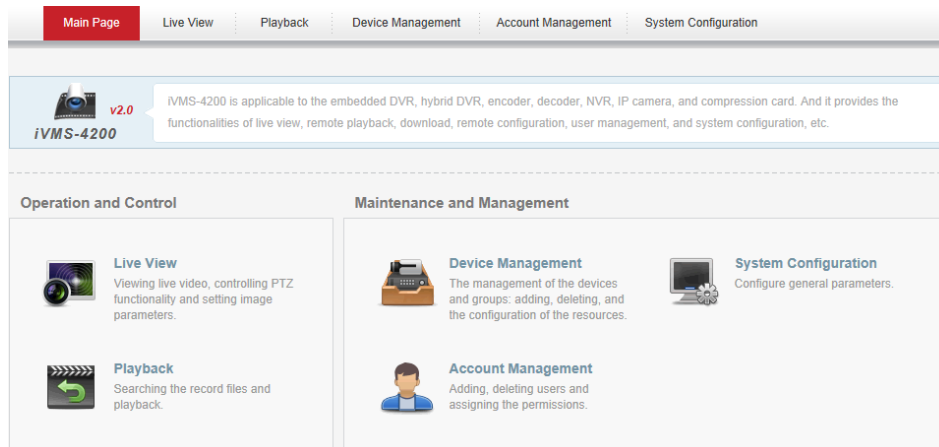 Main Page Live View Playback Device Management Account Management System Configuration
iVMS-4200 v2.0
iVMS-4200 is applicable to the embedded DVR, hybrid DVR, encoder, decoder, NVR, IP camera, and compression card. And it provides the
functionalities of live view, remote playback, download, remote configuration, user management, and system configuration, etc.
Operation and Control
Live View
Viewing live video, controlling PTZ
functionality and setting image
parameters.
Playback
Searching the record files and
playback.
Maintenance and Management
Device Management
The management of the devices
and groups: adding, deleting, and
the configuration of the resources.
System Configuration
Configure general parameters.
Account Management
Adding, deleting users and
assigning the permissions.